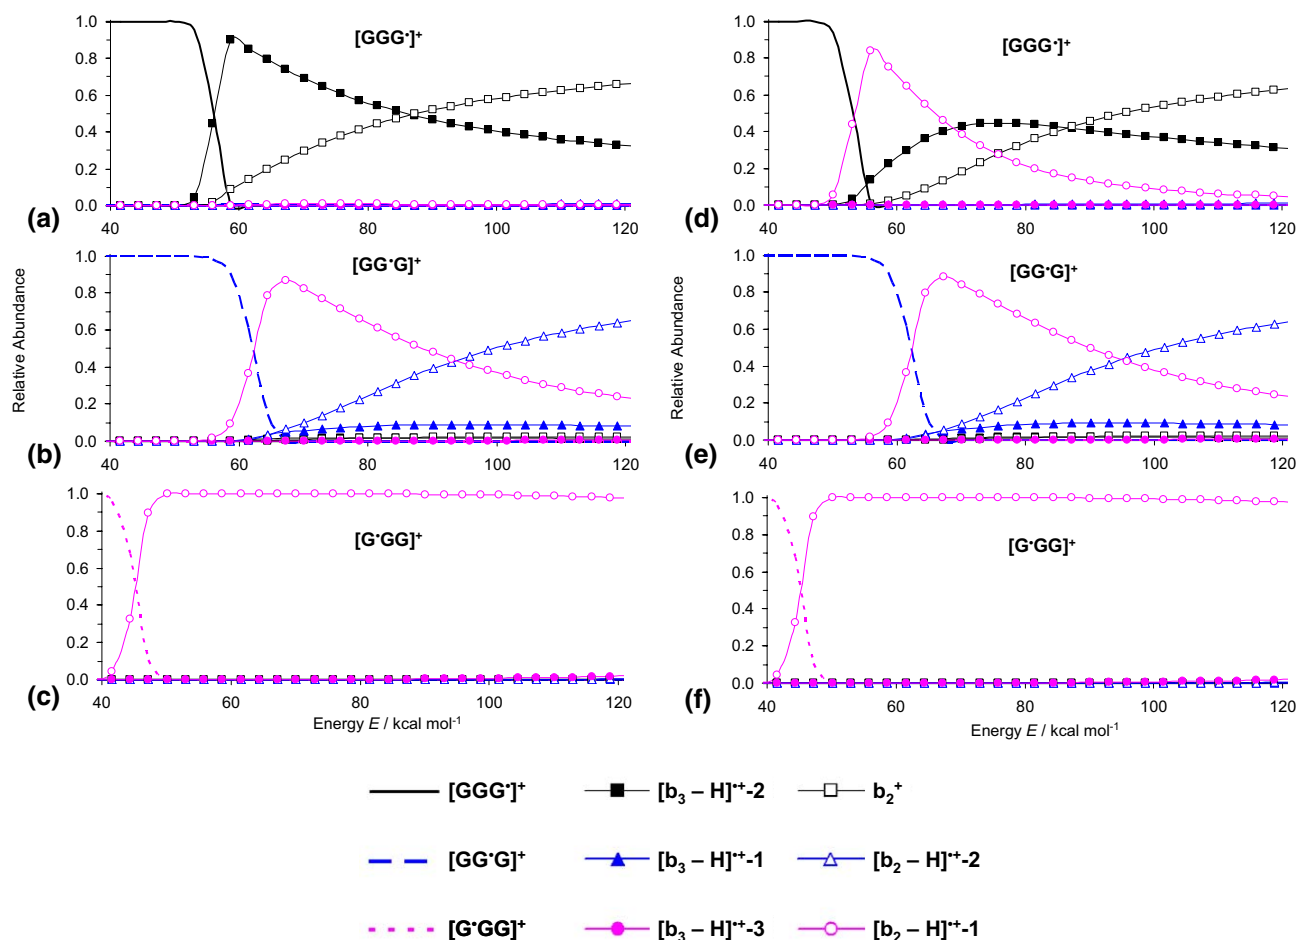 [GGG•]+
1.0
0.8
0.6
0.4
0.2
0.0
(a)
40 60 80 100 120
[GGG•]+
1.0
0.8
0.6
0.4
0.2
0.0
(d)
40 60 80 100 120
[GG•G]+
1.0
0.8
0.6
0.4
0.2
0.0
Relative Abundance
(b)
40 60 80 100 120
[GG•G]+
1.0
0.8
0.6
0.4
0.2
0.0
Relative Abundance
(e)
40 60 80 100 120
[G•GG]+
1.0
0.8
0.6
0.4
0.2
0.0
(c)
40 60 80 100 120
Energy E / kcal mol-1
[G•GG]+
1.0
0.8
0.6
0.4
0.2
0.0
(f)
40 60 80 100 120
Energy E / kcal mol-1
[GGG•]+ [b3 – H]•+-2 b2+
[GG•G]+ [b3 – H]•+-1 [b2 – H]•+-2
[G•GG]+ [b3 – H]•+-3 [b2 – H]•+-1